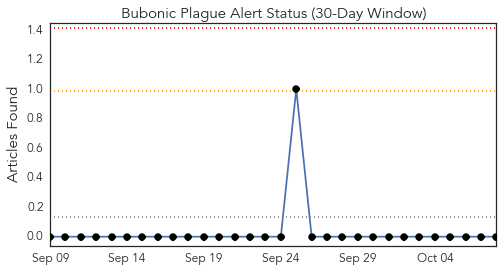 Bubonic Plague Alert Status (30-Day Window)
Articles Found
1.4
1.2
1.0
0.8
0.6
0.4
0.2
0.0
Sep 09 Sep 14 Sep 19 Sep 24 Sep 29 Oct 04